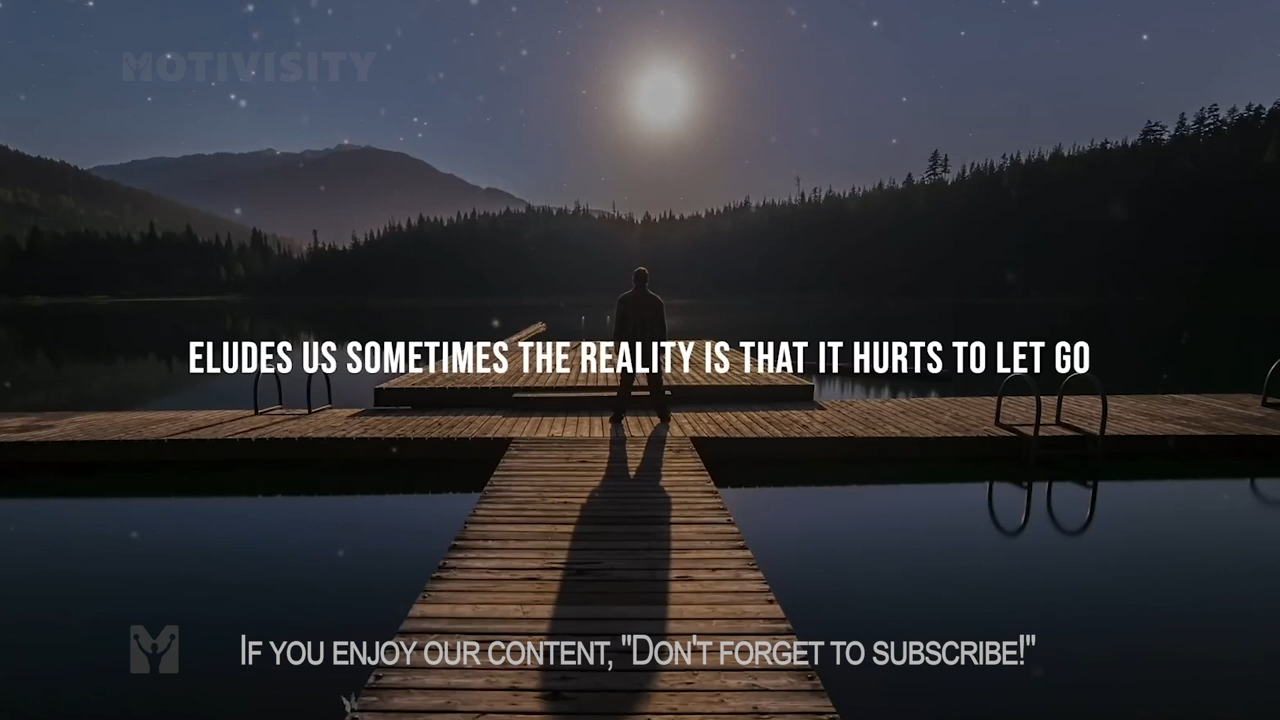 MOTIVISITY
ELUDES US SOMETIMES THE REALITY IS THAT IT HURTS TO LET GO
IF YOU ENJOY OUR CONTENT, "DON'T FORGET TO SUBSCRIBE!"